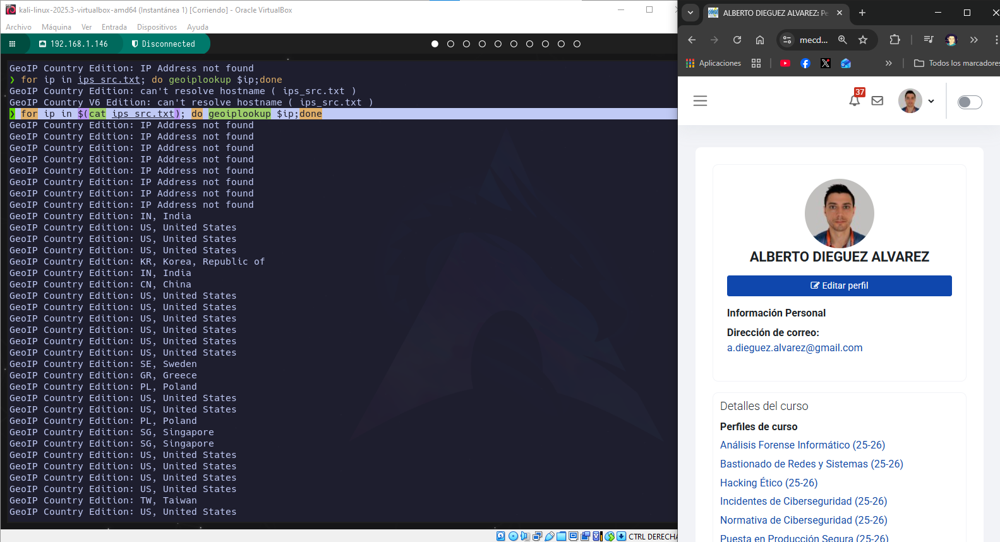 kali-linux-2025.3-virtualbox-amd64 (Instantánea 1) [Corriendo] - Oracle VirtualBox
Archivo Máquina Ver Entrada Dispositivos Ayuda
192.168.1.146 Disconnected
GeoIP Country Edition: IP Address not found
❯ for ip in ips_src.txt; do geoiplookup $ip;done
GeoIP Country Edition: can't resolve hostname ( ips_src.txt )
GeoIP Country V6 Edition: can't resolve hostname ( ips_src.txt )
❯ for ip in $(cat ips_src.txt); do geoiplookup $ip;done
GeoIP Country Edition: IP Address not found
GeoIP Country Edition: IP Address not found
GeoIP Country Edition: IP Address not found
GeoIP Country Edition: IP Address not found
GeoIP Country Edition: IP Address not found
GeoIP Country Edition: IP Address not found
GeoIP Country Edition: IP Address not found
GeoIP Country Edition: IP Address not found
GeoIP Country Edition: IN, India
GeoIP Country Edition: US, United States
GeoIP Country Edition: US, United States
GeoIP Country Edition: US, United States
GeoIP Country Edition: KR, Korea, Republic of
GeoIP Country Edition: IN, India
GeoIP Country Edition: CN, China
GeoIP Country Edition: US, United States
GeoIP Country Edition: US, United States
GeoIP Country Edition: US, United States
GeoIP Country Edition: US, United States
GeoIP Country Edition: US, United States
GeoIP Country Edition: US, United States
GeoIP Country Edition: SE, Sweden
GeoIP Country Edition: GR, Greece
GeoIP Country Edition: PL, Poland
GeoIP Country Edition: US, United States
GeoIP Country Edition: US, United States
GeoIP Country Edition: PL, Poland
GeoIP Country Edition: SG, Singapore
GeoIP Country Edition: SG, Singapore
GeoIP Country Edition: US, United States
GeoIP Country Edition: US, United States
GeoIP Country Edition: US, United States
GeoIP Country Edition: US, United States
GeoIP Country Edition: TW, Taiwan
GeoIP Country Edition: US, United States
CTRL DERECHA
ALBERTO DIEGUEZ ALVAREZ: Pe
mecd...
Aplicaciones
Todos los marcadores
37
ALBERTO DIEGUEZ ALVAREZ
Editar perfil
Información Personal
Dirección de correo:
a.dieguez.alvarez@gmail.com
Detalles del curso
Perfiles de curso
Análisis Forense Informático (25-26)
Bastionado de Redes y Sistemas (25-26)
Hacking Ético (25-26)
Incidentes de Ciberseguridad (25-26)
Normativa de Ciberseguridad (25-26)
Puesta en Producción Segura (25-26)